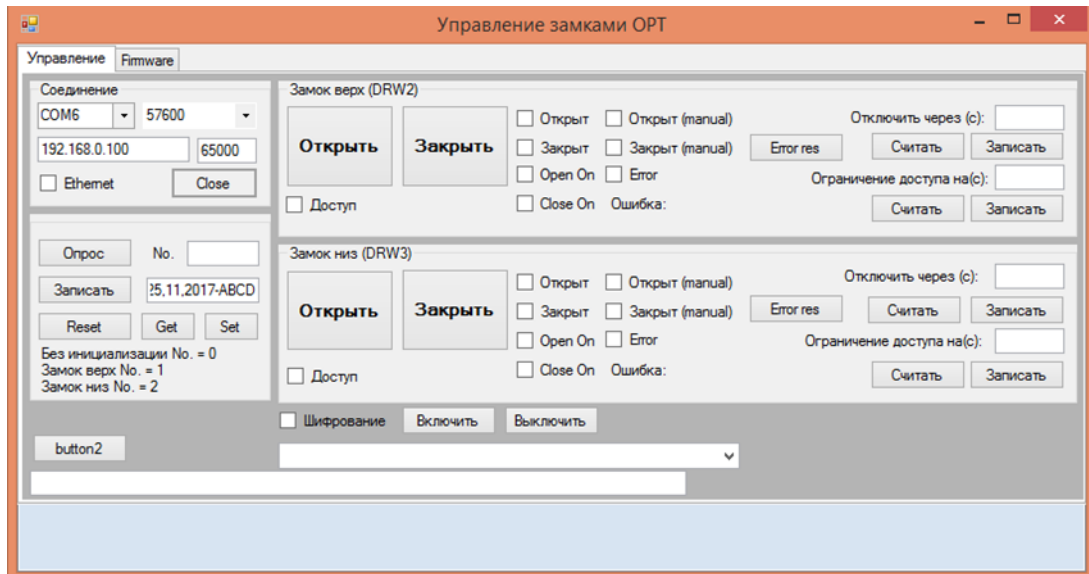 Управление замками ОРТ
Управление Firmware
Соединение
COM6 57600
192.168.0.100 65000
Ethernet Close
Опрос No.
Записать 25,11,2017-ABCD
Reset Get Set
Без инициализации No. = 0
Замок верх No. = 1
Замок низ No. = 2
button2
Замок верх (DRW2)
Открыть Закрыть
Доступ
Открыт Открыт (manual)
Закрыт Закрыт (manual)
Open On Error
Close On Ошибка:
Error res
Отключить через (с):
Считать Записать
Ограничение доступа на(с):
Считать Записать
Замок низ (DRW3)
Открыть Закрыть
Доступ
Открыт Открыт (manual)
Закрыт Закрыт (manual)
Open On Error
Close On Ошибка:
Error res
Отключить через (с):
Считать Записать
Ограничение доступа на(с):
Считать Записать
Шифрование Включить Выключить